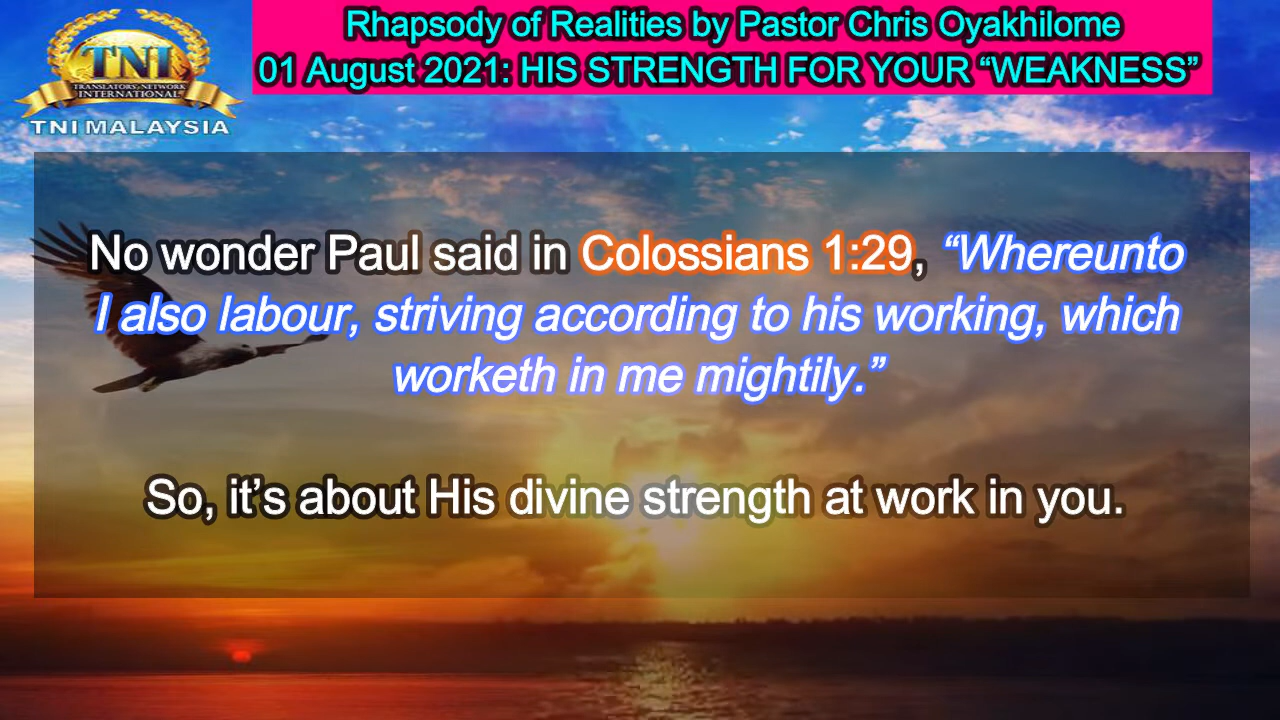 Rhapsody of Realities by Pastor Chris Oyakhilome
01 August 2021: HIS STRENGTH FOR YOUR “WEAKNESS”
TNI
TRANSLATORS' NETWORK
INTERNATIONAL
TNI MALAYSIA
No wonder Paul said in Colossians 1:29, “Whereunto
I also labour, striving according to his working, which
worketh in me mightily.”
So, it’s about His divine strength at work in you.